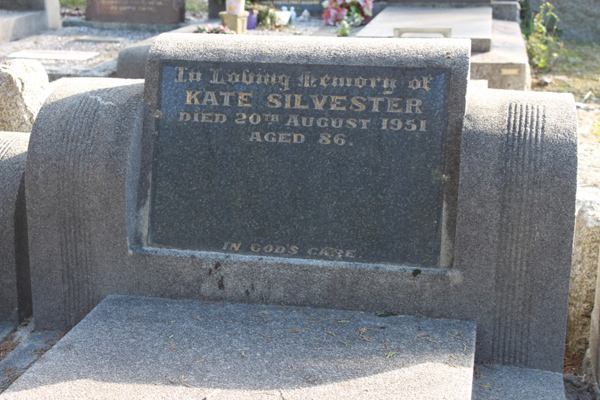 In Loving Memory of
KATE SILVESTER
DIED 20TH AUGUST 1951
AGED 86.
IN GOD'S CARE